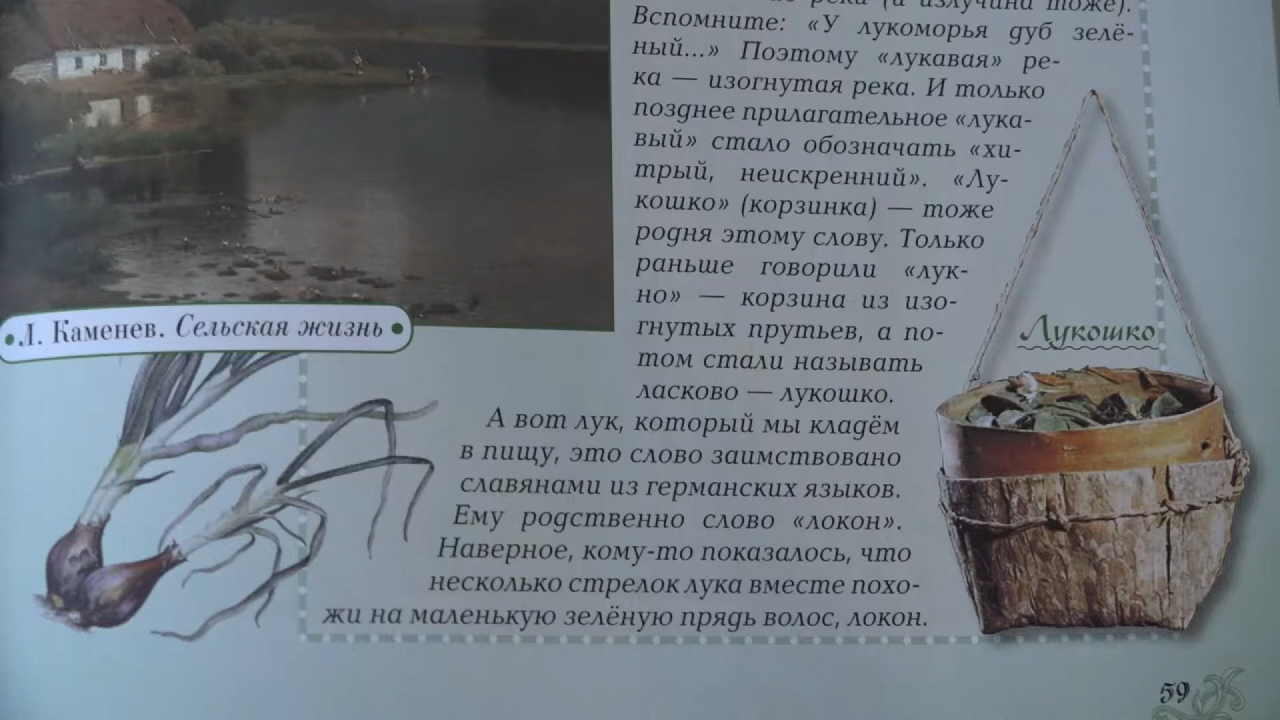 река (и излучина тоже).
Вспомните: «У лукоморья дуб зелё-
ный...» Поэтому «лукавая» ре-
ка — изогнутая река. И только
позднее прилагательное «лука-
вый» стало обозначать «хи-
трый, неискренний». «Лу-
кошко» (корзинка) — тоже
родня этому слову. Только
раньше говорили «лук-
но» — корзина из изо-
гнутых прутьев, а по-
том стали называть
ласково — лукошко.
А вот лук, который мы кладём
в пищу, это слово заимствовано
славянами из германских языков.
Ему родственно слово «локон».
Наверное, кому-то показалось, что
несколько стрелок лука вместе похо-
жи на маленькую зелёную прядь волос, локон.
Л. Каменев. Сельская жизнь
Лукошко
59